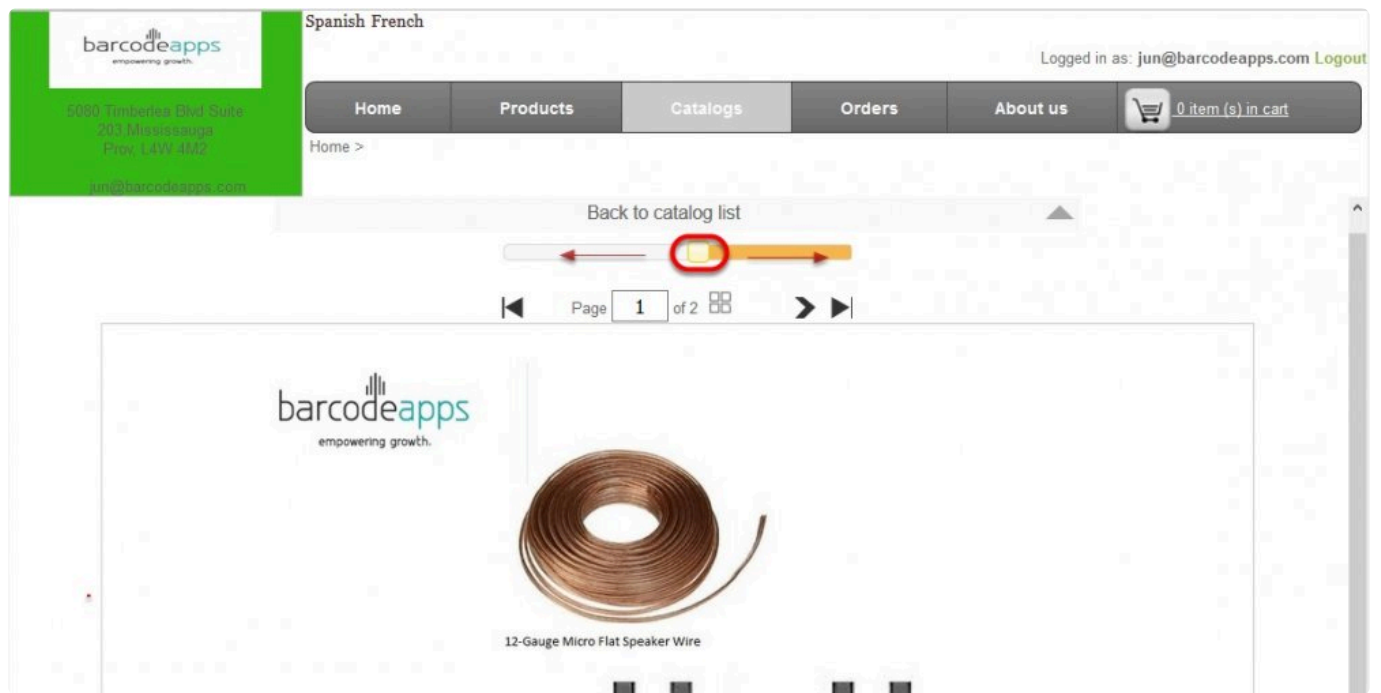 Spanish French
barcodeapps
empowering growth.
Logged in as: jun@barcodeapps.com Logout
5080 Timberlea Blvd Suite
203 Mississauga
Prov, L4W 4M2
jun@barcodeapps.com
Home Products Catalogs Orders About us 0 item (s) in cart
Home >
Back to catalog list
Page 1 of 2
barcodeapps
empowering growth.
12-Gauge Micro Flat Speaker Wire